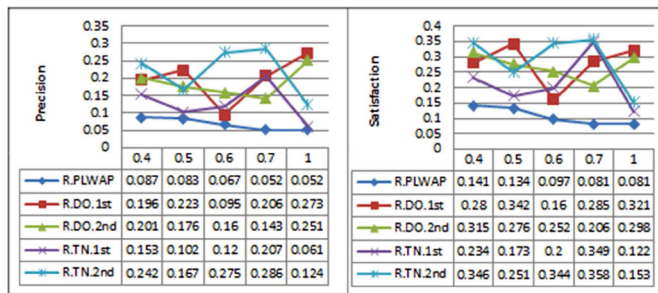 Precision
0.35
0.3
0.25
0.2
0.15
0.1
0.05
0
0.4 0.5 0.6 0.7 1
R.PLWAP 0.087 0.083 0.067 0.052 0.052
R.DO.1st 0.196 0.223 0.095 0.206 0.273
R.DO.2nd 0.201 0.176 0.16 0.143 0.251
R.TN.1st 0.153 0.102 0.12 0.207 0.061
R.TN.2nd 0.242 0.167 0.275 0.286 0.124
Satisfaction
0.4
0.35
0.3
0.25
0.2
0.15
0.1
0.05
0
0.4 0.5 0.6 0.7 1
R.PLWAP 0.141 0.134 0.097 0.081 0.081
R.DO.1st 0.28 0.342 0.16 0.285 0.321
R.DO.2nd 0.315 0.276 0.252 0.206 0.298
R.TN.1st 0.234 0.173 0.2 0.349 0.122
R.TN.2nd 0.346 0.251 0.344 0.358 0.153